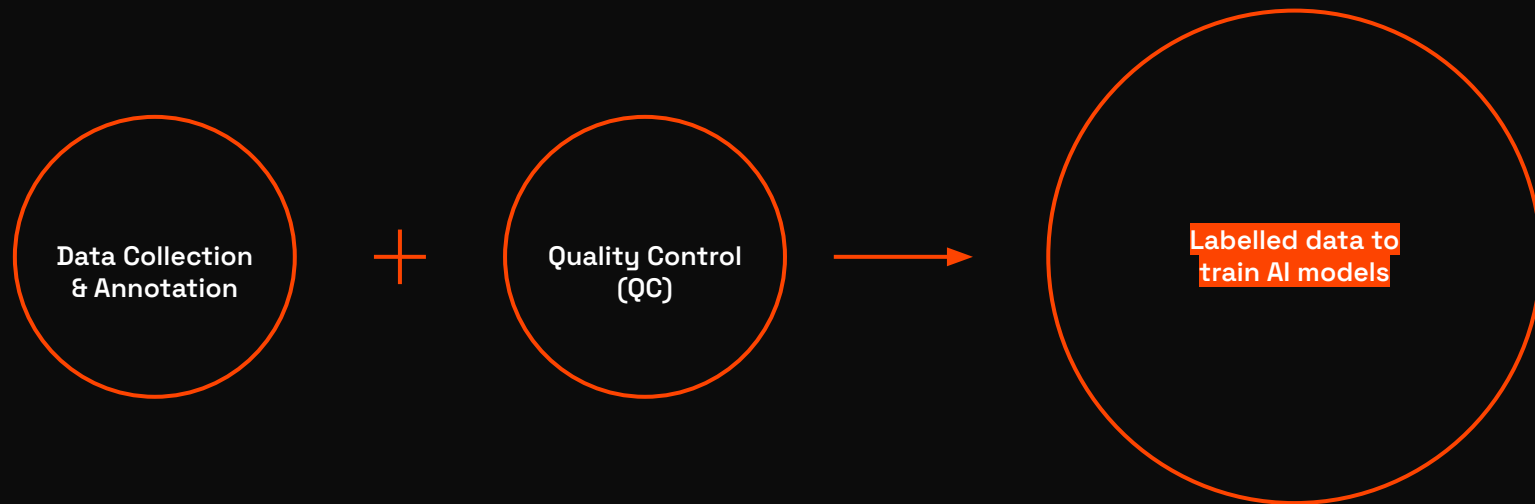 Data Collection
& Annotation
Quality Control
(QC)
Labelled data to
train AI models